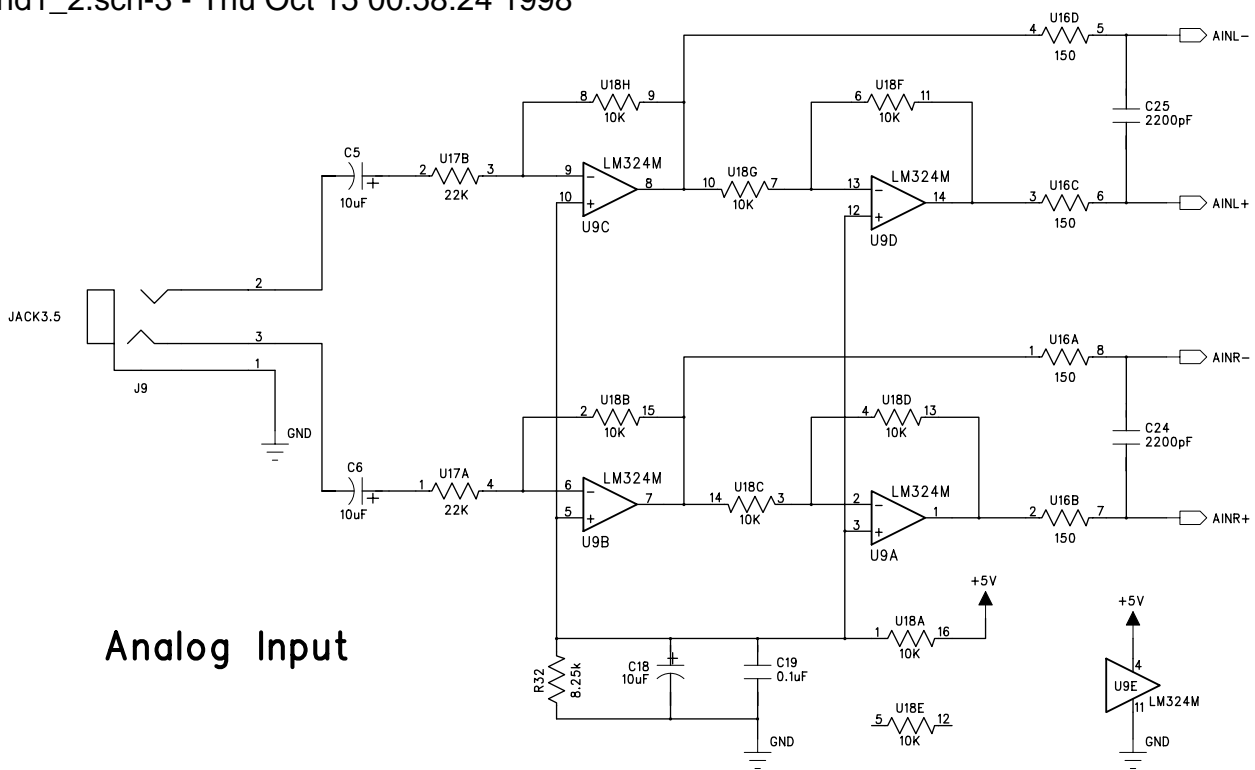 nd1_2.sch-3 - Thu Oct 15 00:58:24 1998
U16D
4 5
150
AINL-
U18H
8 9
10K
U18F
6 11
10K
C25
2200pF
C5
+
10uF
U17B
2 3
22K
LM324M
9 -
10 +
8
U9C
U18G
10 7
10K
LM324M
13 -
12 +
14
U9D
U16C
3 6
150
AINL+
JACK3.5
2
3
1
J9
GND
U16A
1 8
150
AINR-
U18B
2 15
10K
U18D
4 13
10K
C24
2200pF
C6
+
10uF
U17A
1 4
22K
LM324M
6 -
5 +
7
U9B
U18C
14 3
10K
LM324M
2 -
3 +
1
U9A
U16B
2 7
150
AINR+
Analog Input
+5V
U18A
1 16
10K
R32
8.25k
C18
10uF
+
C19
0.1uF
U18E
5 12
10K
GND
+5V
4
U9E
11
LM324M
GND